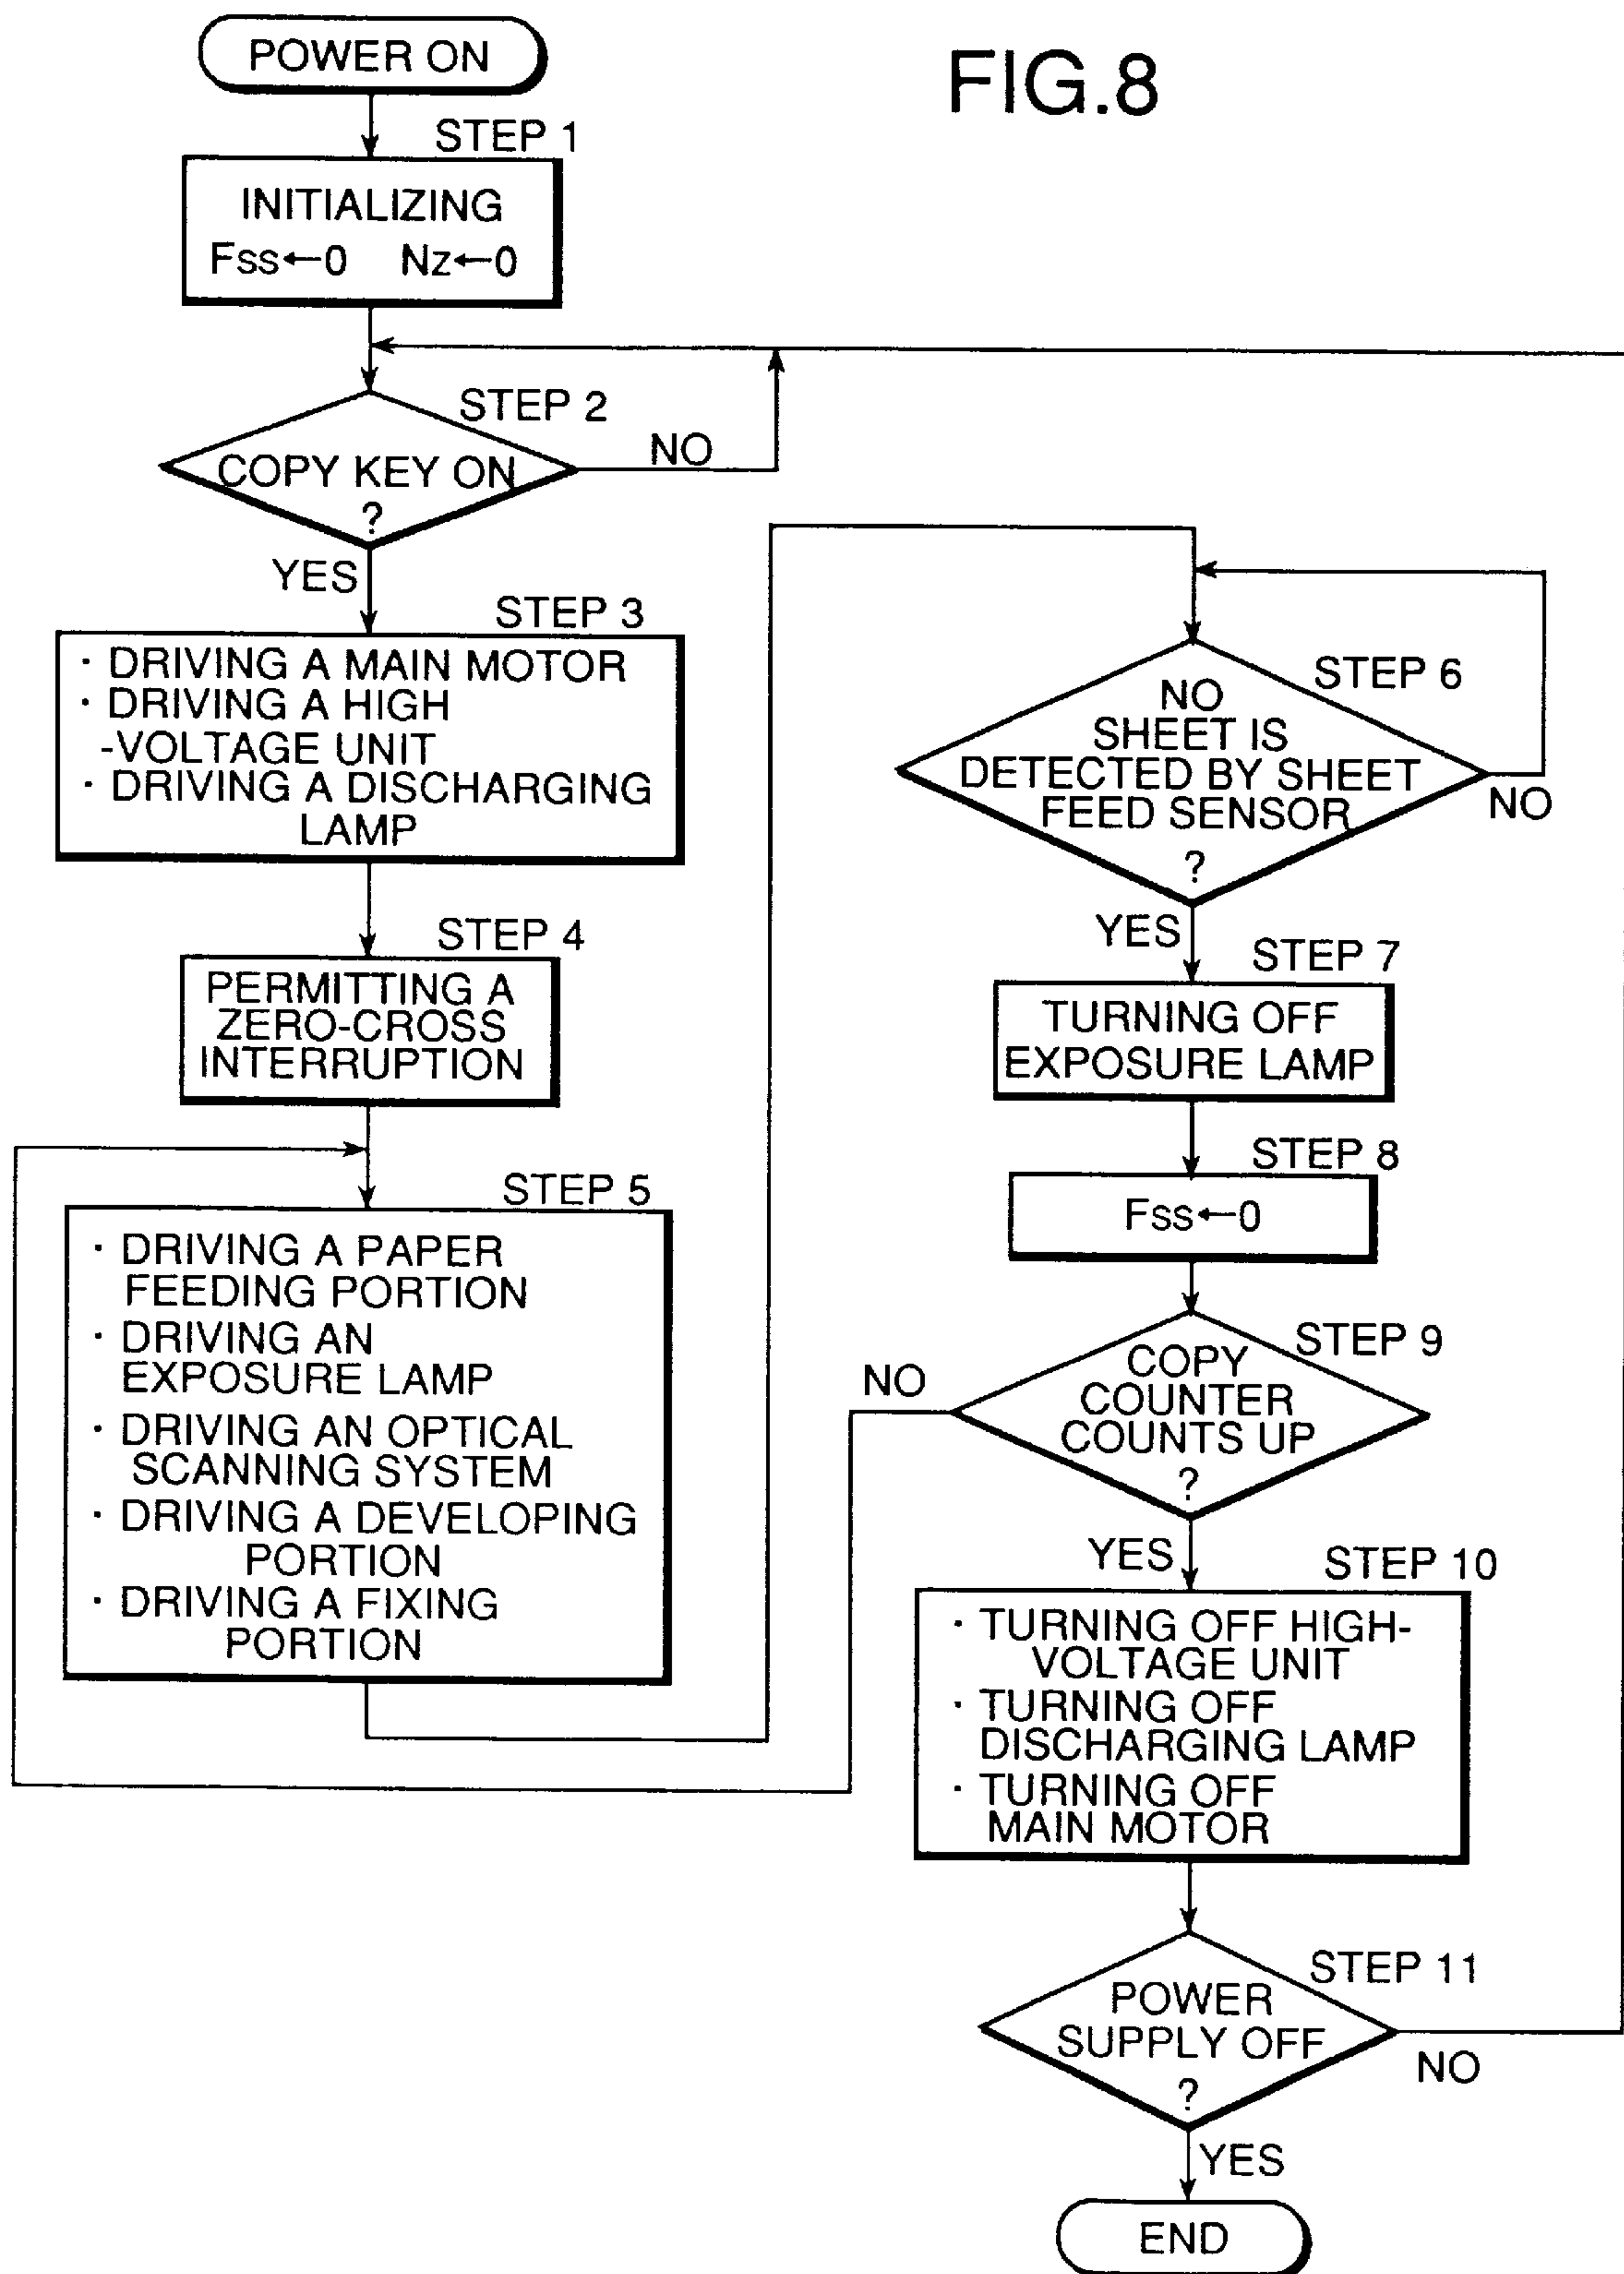 FIG.8
POWER ON
STEP 1
INITIALIZING
Fss←0 Nz←0
STEP 2
COPY KEY ON
?
NO
YES
STEP 3
· DRIVING A MAIN MOTOR
· DRIVING A HIGH
-VOLTAGE UNIT
· DRIVING A DISCHARGING
LAMP
STEP 4
PERMITTING A
ZERO-CROSS
INTERRUPTION
STEP 5
· DRIVING A PAPER
FEEDING PORTION
· DRIVING AN
EXPOSURE LAMP
· DRIVING AN OPTICAL
SCANNING SYSTEM
· DRIVING A DEVELOPING
PORTION
· DRIVING A FIXING
PORTION
STEP 6
NO
SHEET IS
DETECTED BY SHEET
FEED SENSOR
?
NO
YES
STEP 7
TURNING OFF
EXPOSURE LAMP
STEP 8
Fss←0
STEP 9
COPY
COUNTER
COUNTS UP
?
NO
YES
STEP 10
· TURNING OFF HIGH-
VOLTAGE UNIT
· TURNING OFF
DISCHARGING LAMP
· TURNING OFF
MAIN MOTOR
STEP 11
POWER
SUPPLY OFF
?
NO
YES
END